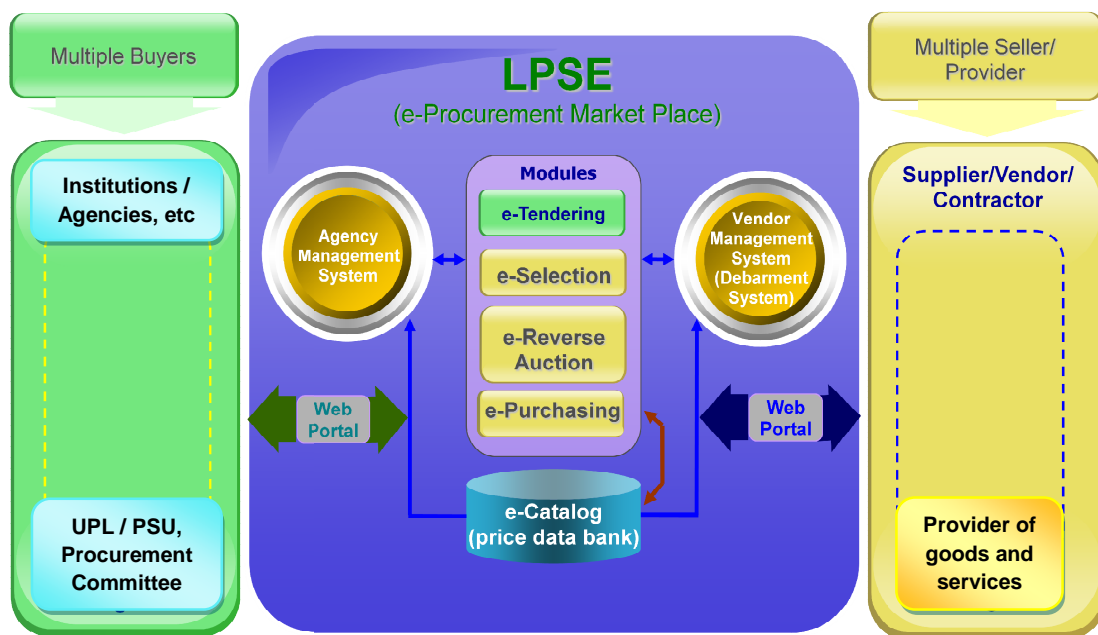 Multiple Buyers
Institutions /
Agencies, etc
UPL / PSU,
Procurement
Committee
LPSE
(e-Procurement Market Place)
Agency
Management
System
Modules
e-Tendering
e-Selection
e-Reverse
Auction
e-Purchasing
Vendor
Management
System
(Debarment
System)
Web
Portal
Web
Portal
e-Catalog
(price data bank)
Multiple Seller/
Provider
Supplier/Vendor/
Contractor
Provider of
goods and
services